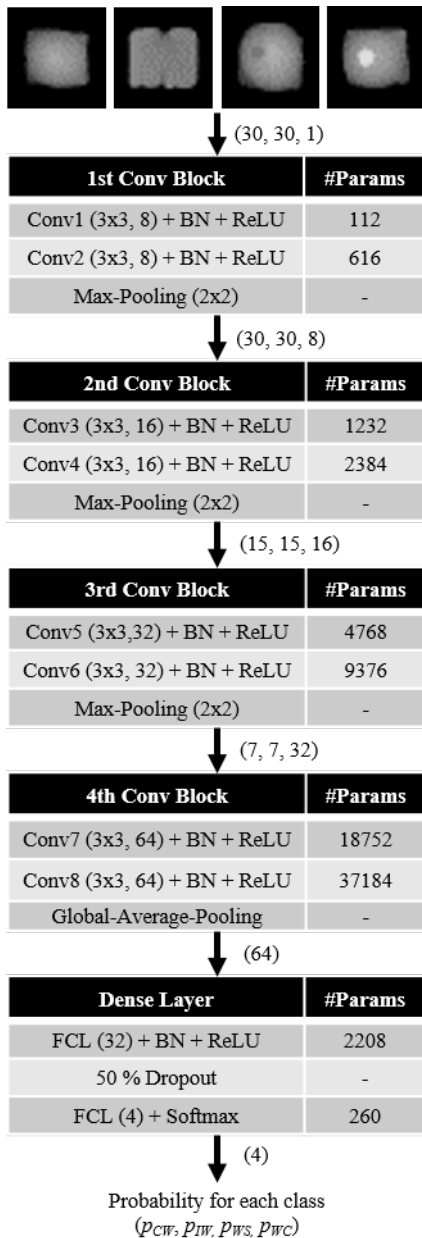 (30, 30, 1)
1st Conv Block #Params
Conv1 (3x3, 8) + BN + ReLU 112
Conv2 (3x3, 8) + BN + ReLU 616
Max-Pooling (2x2) -
(30, 30, 8)
2nd Conv Block #Params
Conv3 (3x3, 16) + BN + ReLU 1232
Conv4 (3x3, 16) + BN + ReLU 2384
Max-Pooling (2x2) -
(15, 15, 16)
3rd Conv Block #Params
Conv5 (3x3,32) + BN + ReLU 4768
Conv6 (3x3, 32) + BN + ReLU 9376
Max-Pooling (2x2) -
(7, 7, 32)
4th Conv Block #Params
Conv7 (3x3, 64) + BN + ReLU 18752
Conv8 (3x3, 64) + BN + ReLU 37184
Global-Average-Pooling -
(64)
Dense Layer #Params
FCL (32) + BN + ReLU 2208
50 % Dropout -
FCL (4) + Softmax 260
(4)
Probability for each class
(pCW, pIW, pWS, pWC)